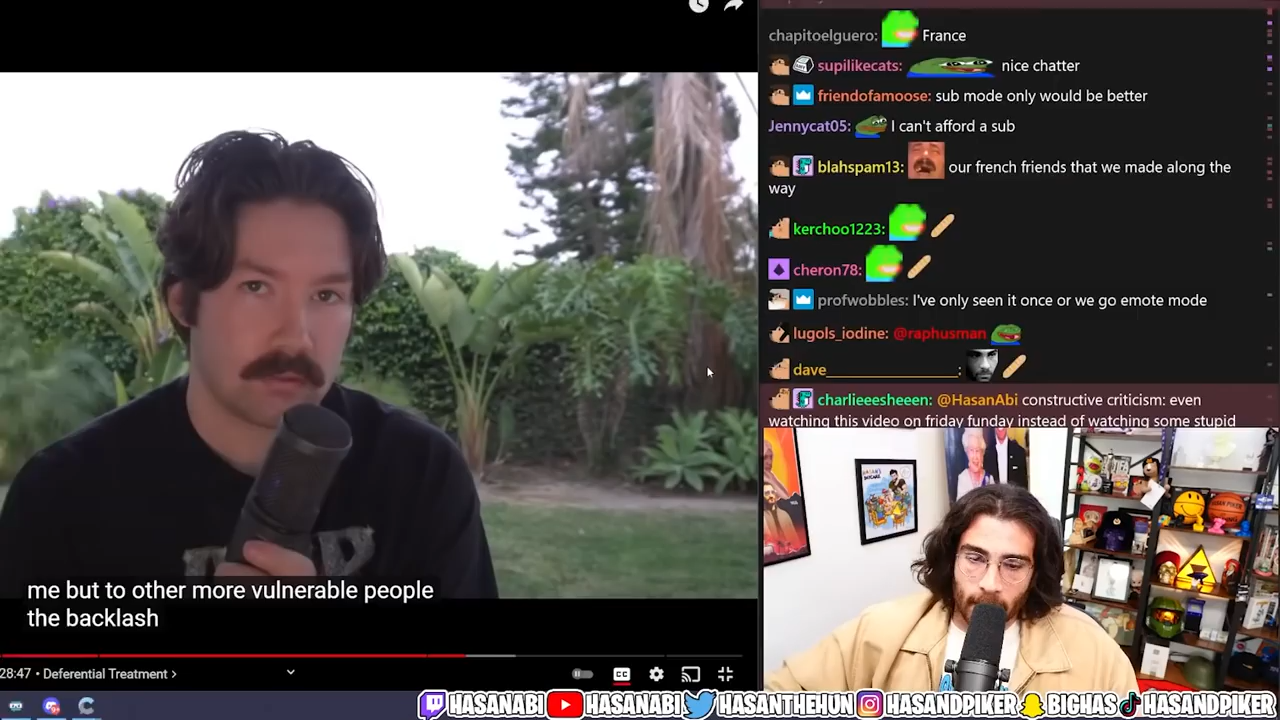 chapitoelguero: France
supilikecats: nice chatter
friendofamoose: sub mode only would be better
Jennycat05: I can't afford a sub
blahspam13: our french friends that we made along the
way
kerchoo1223:
cheron78:
profwobbles: I've only seen it once or we go emote mode
lugols_iodine: @raphusman
dave__________________:
charlieeesheeen: @HasanAbi constructive criticism: even
watching this video on friday funday instead of watching some stupid
me but to other more vulnerable people
the backlash
28:47 • Deferential Treatment >
CC
HASANABI HASANABI HASANTHEHUN HASANDPIKER BIGHAS HASANDPIKER